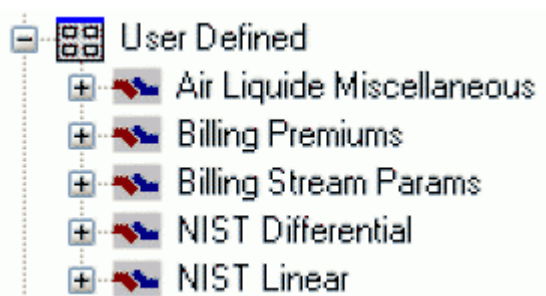 User Defined
Air Liquide Miscellaneous
Billing Premiums
Billing Stream Params
NIST Differential
NIST Linear